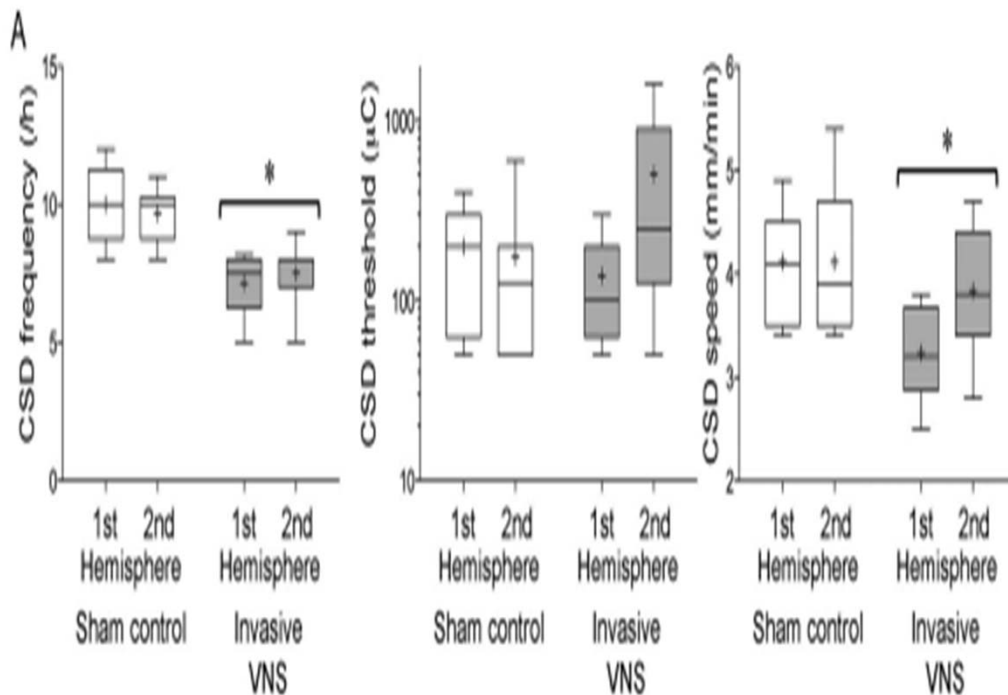 A
CSD frequency (/h)
15
10
5
0
*
1st 2nd
Hemisphere
Sham control
1st 2nd
Hemisphere
Invasive
VNS
CSD threshold (µC)
1000
100
10
1st 2nd
Hemisphere
Sham control
1st 2nd
Hemisphere
Invasive
VNS
CSD speed (mm/min)
6
5
4
3
2
*
1st 2nd
Hemisphere
Sham control
1st 2nd
Hemisphere
Invasive
VNS